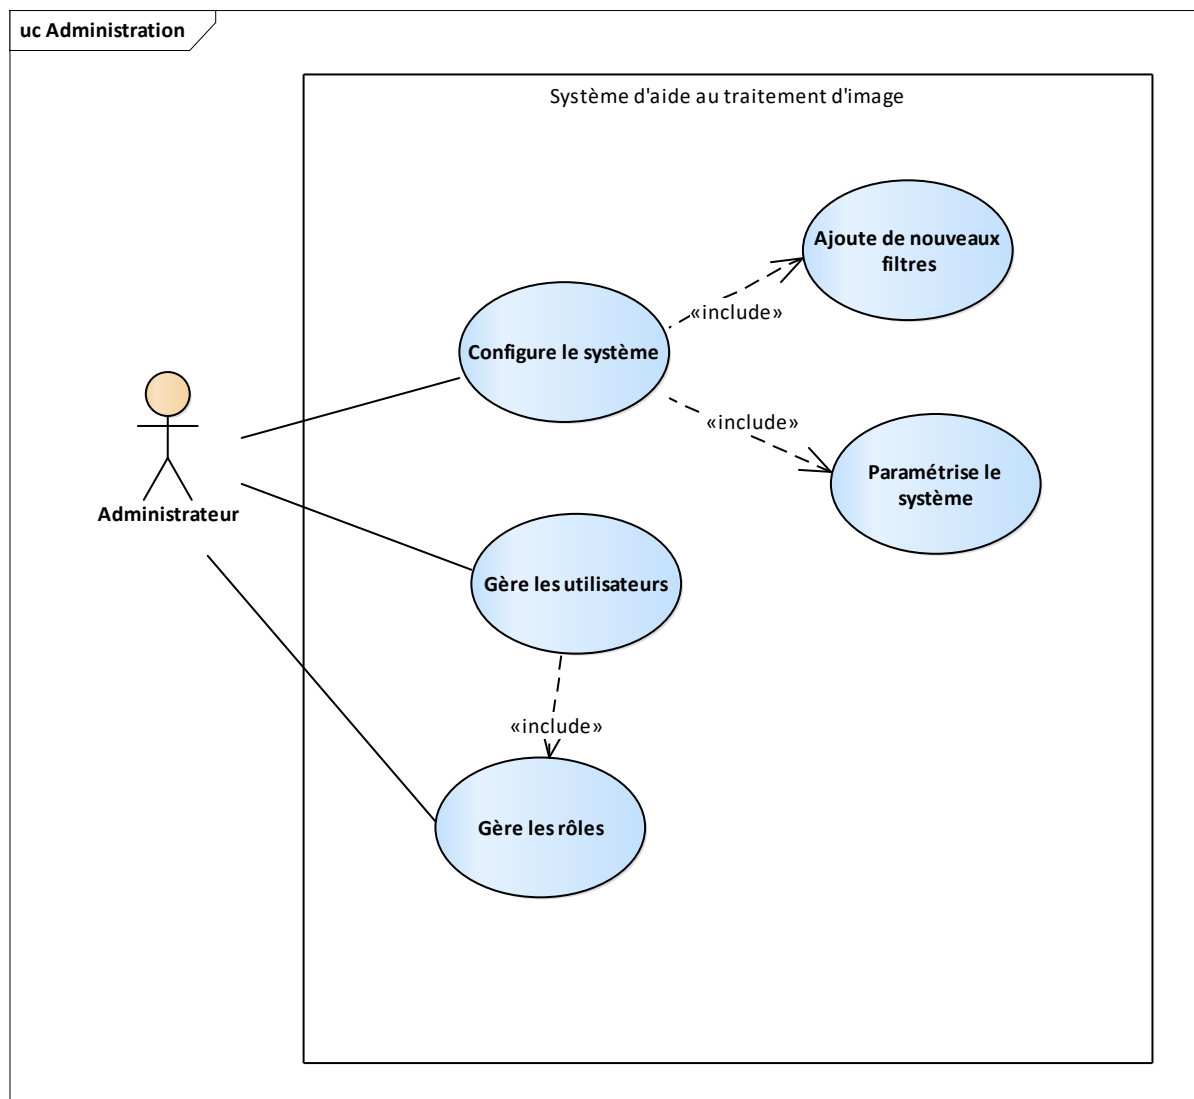 uc Administration
Système d'aide au traitement d'image
Ajoute de nouveaux
filtres
«include»
Configure le système
«include»
Paramétrise le
système
Administrateur
Gère les utilisateurs
«include»
Gère les rôles